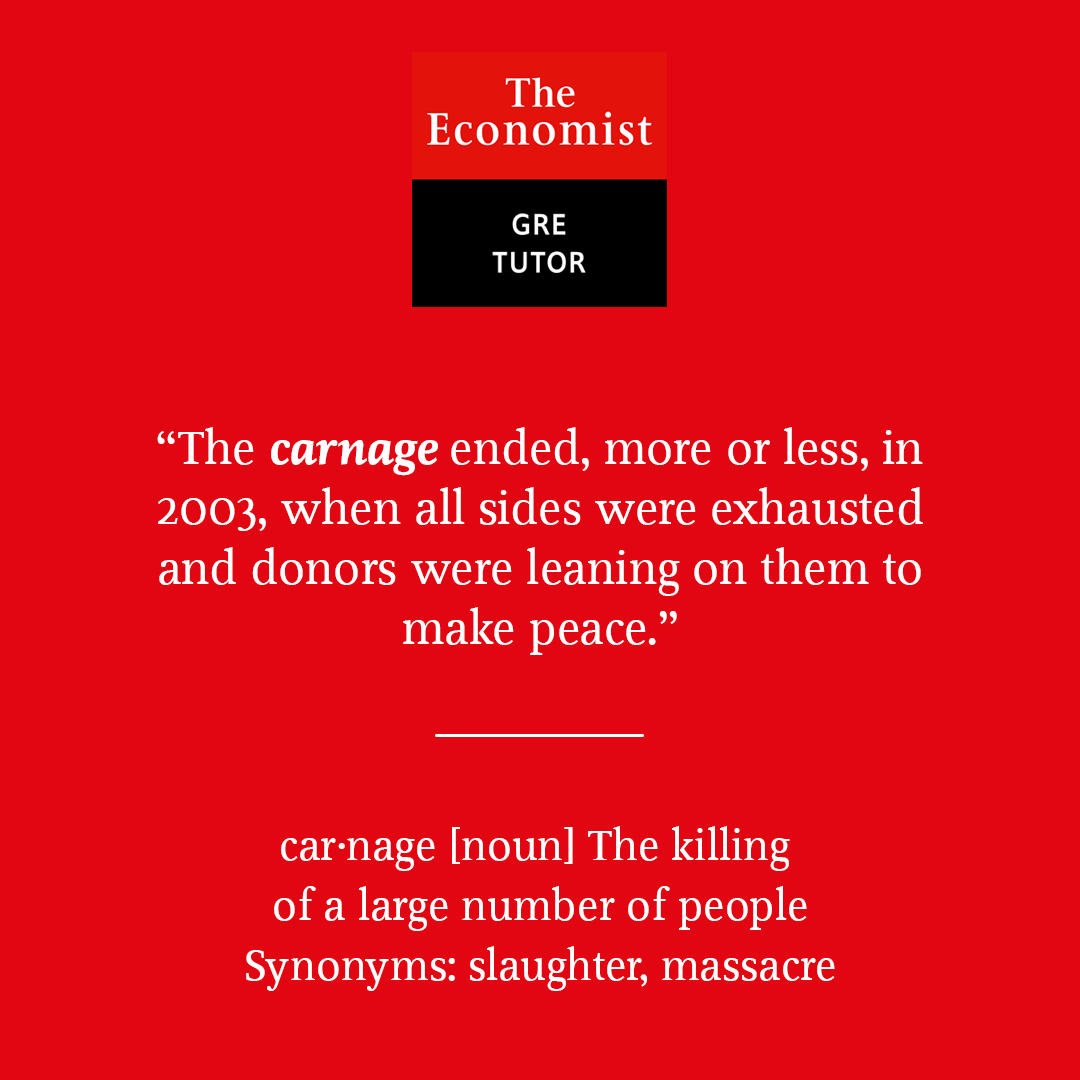 The
Economist
GRE
TUTOR
“The carnage ended, more or less, in
2003, when all sides were exhausted
and donors were leaning on them to
make peace.”
car·nage [noun] The killing
of a large number of people
Synonyms: slaughter, massacre